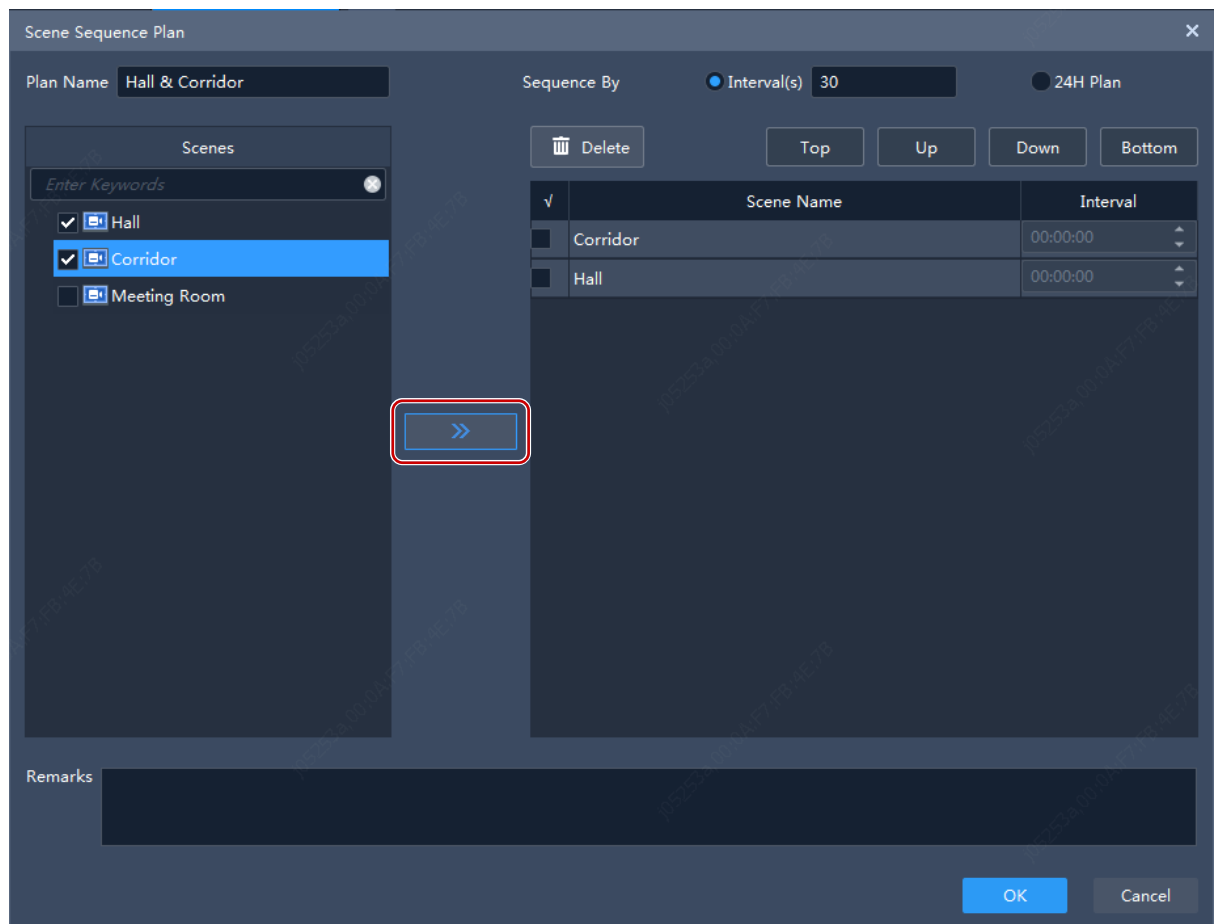 Scene Sequence Plan
Plan Name Hall & Corridor Sequence By Interval(s) 30 24H Plan
Scenes Delete Top Up Down Bottom
Enter Keywords
√ Scene Name Interval
Hall
Corridor
Meeting Room
Corridor 00:00:00
Hall 00:00:00
Remarks
OK Cancel